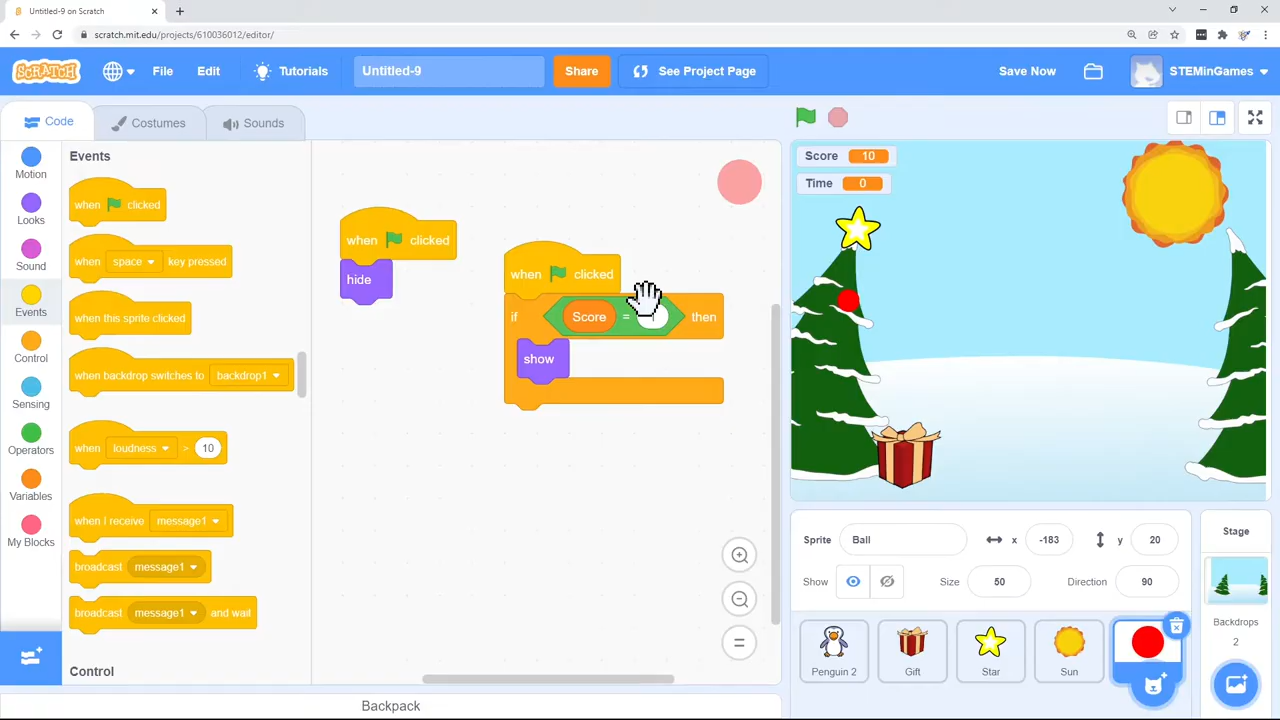 Untitled-9 on Scratch
scratch.mit.edu/projects/610036012/editor/
SCRATCH
File
Edit
Tutorials
Untitled-9
Share
See Project Page
Save Now
STEMinGames
Code
Costumes
Sounds
Motion
Looks
Sound
Events
Control
Sensing
Operators
Variables
My Blocks
Events
when clicked
when space key pressed
when this sprite clicked
when backdrop switches to backdrop1
when loudness > 10
when I receive message1
broadcast message1
broadcast message1 and wait
Control
when clicked
hide
when clicked
if Score = then
show
Backpack
Score 10
Time 0
Sprite Ball x -183 y 20
Show Size 50 Direction 90
Penguin 2
Gift
Star
Sun
Stage
Backdrops
2